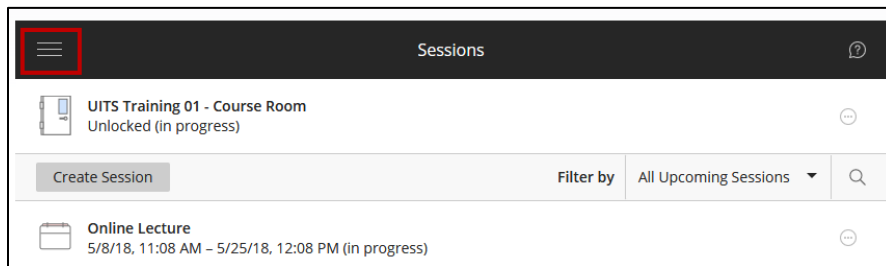 Sessions
UITS Training 01 - Course Room
Unlocked (in progress)
Create Session
Filter by
All Upcoming Sessions
Online Lecture
5/8/18, 11:08 AM – 5/25/18, 12:08 PM (in progress)